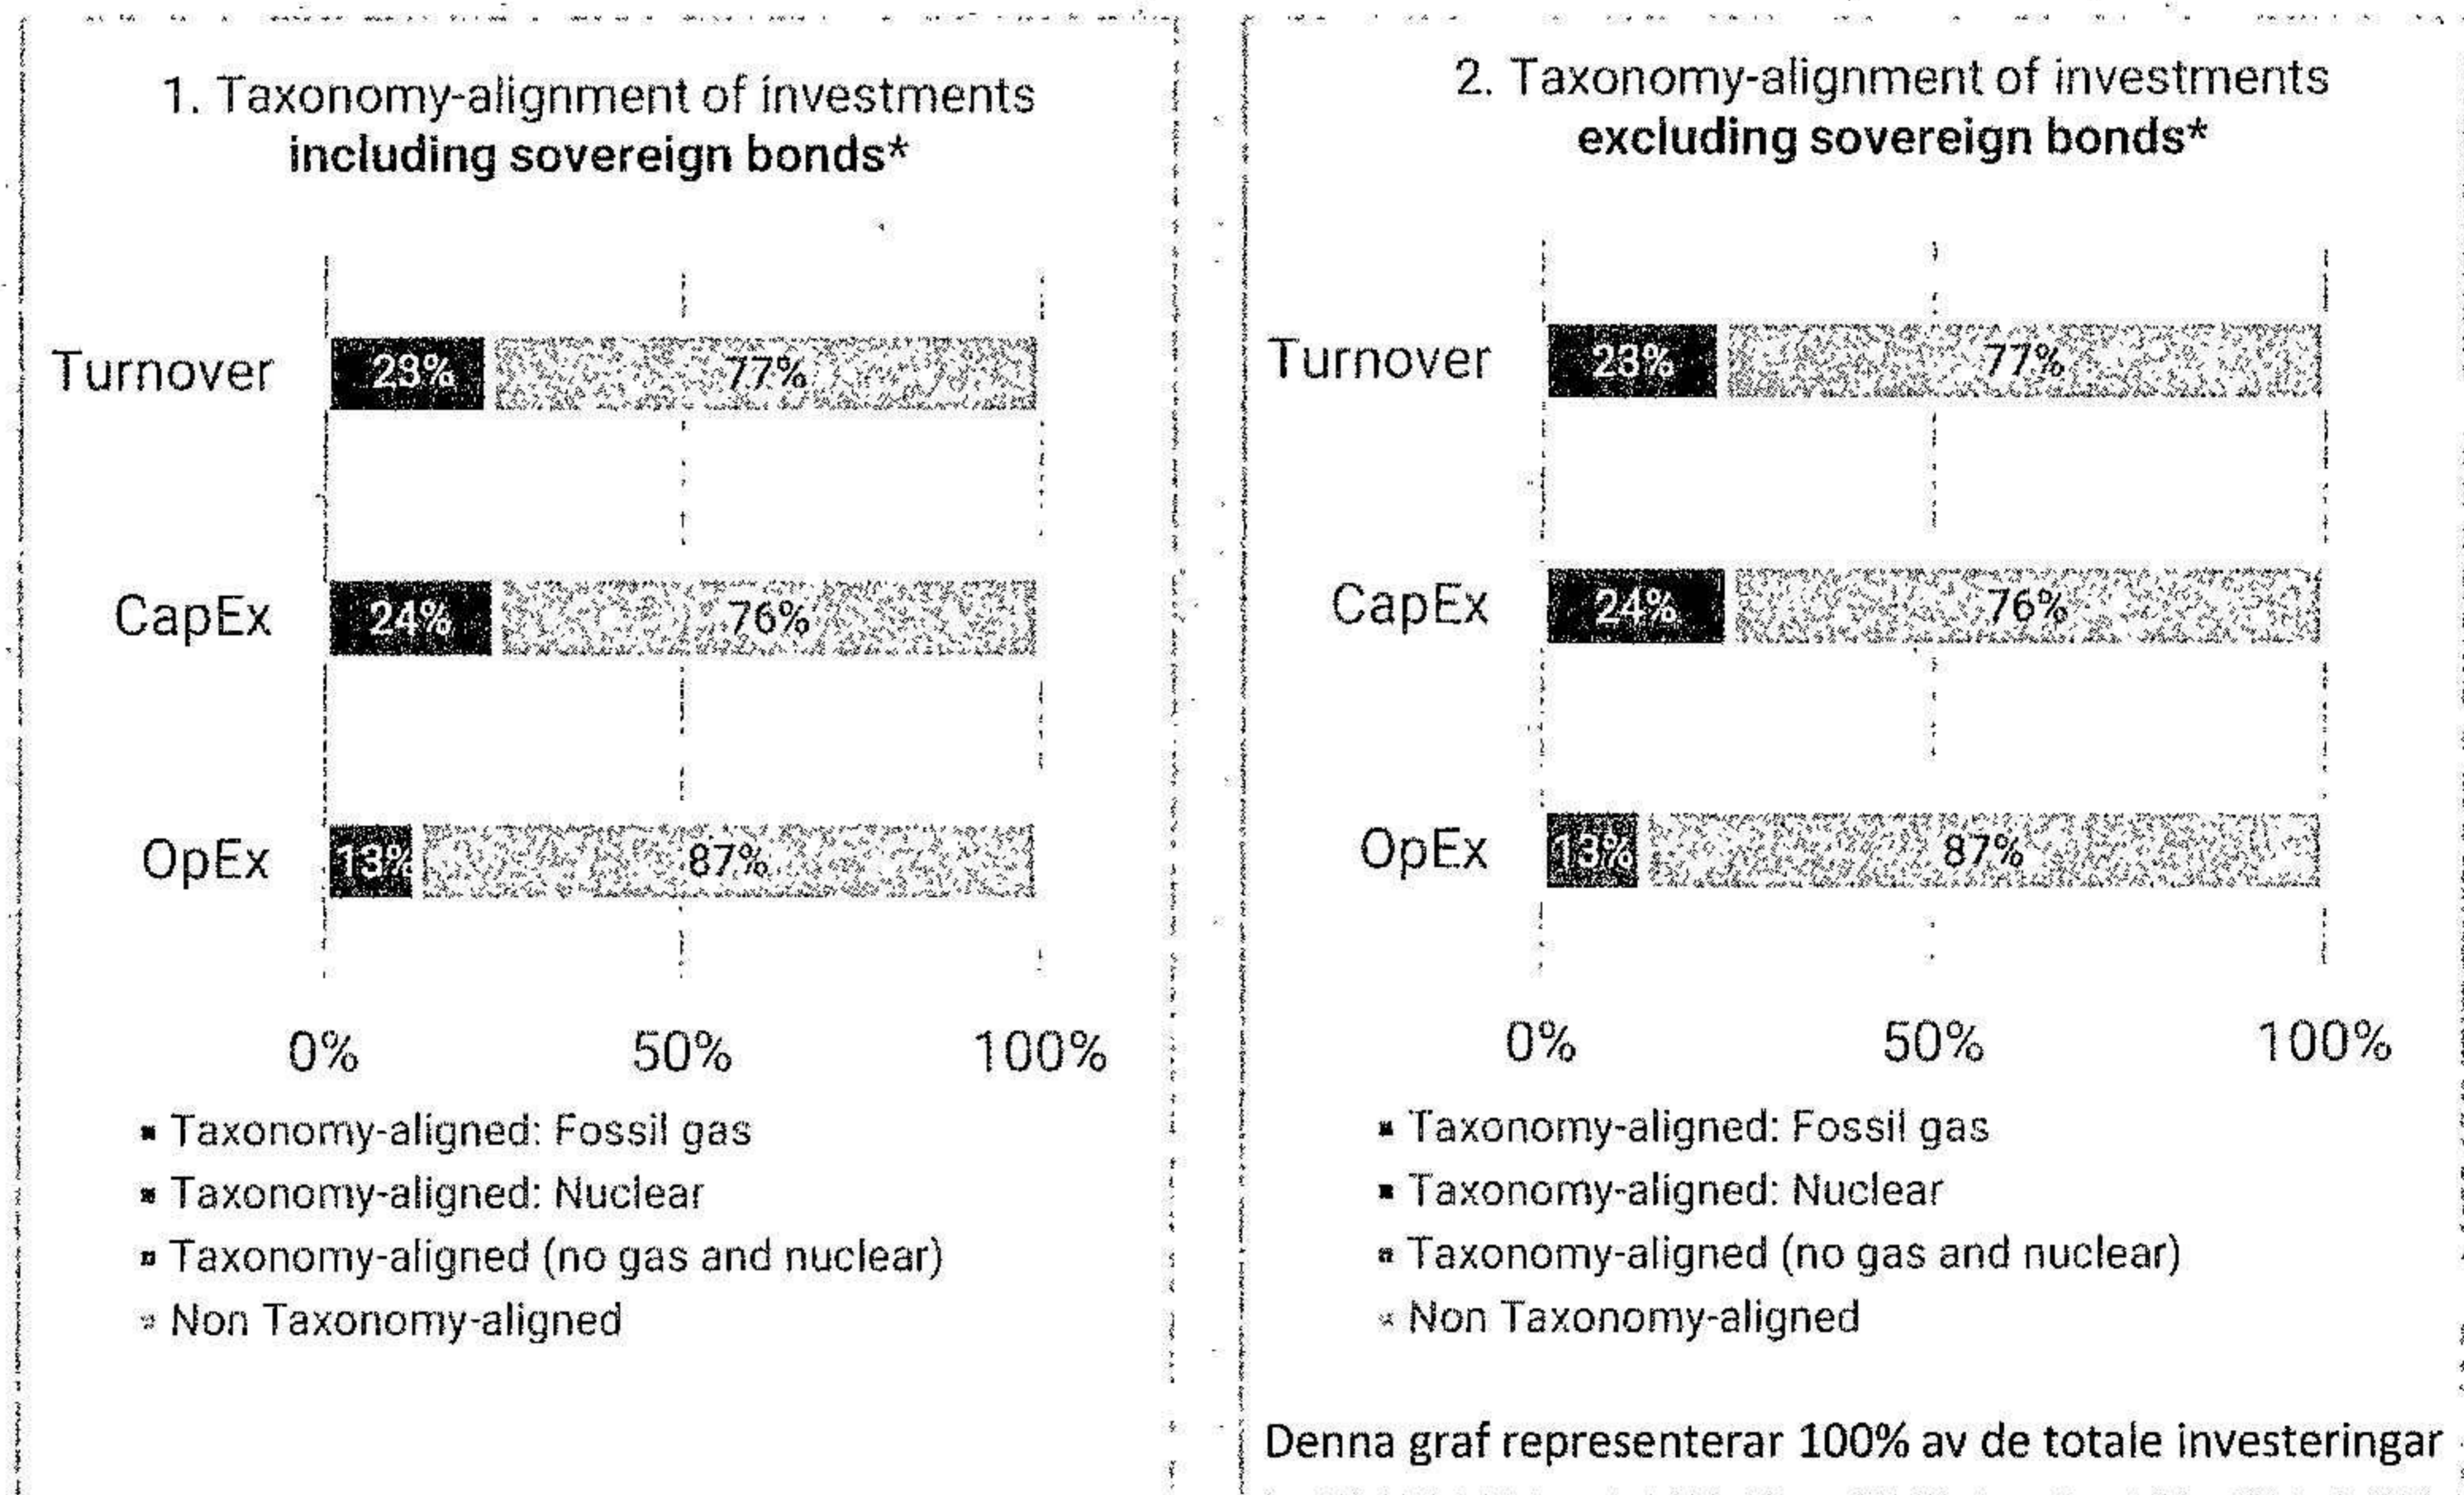 1. Taxonomy-alignment of investments
including sovereign bonds*
Turnover 23% 77%
CapEx 24% 76%
OpEx 13% 87%
0% 50% 100%
Taxonomy-aligned: Fossil gas
Taxonomy-aligned: Nuclear
Taxonomy-aligned (no gas and nuclear)
Non Taxonomy-aligned
2. Taxonomy-alignment of investments
excluding sovereign bonds*
Turnover 23% 77%
CapEx 24% 76%
OpEx 13% 87%
0% 50% 100%
Taxonomy-aligned: Fossil gas
Taxonomy-aligned: Nuclear
Taxonomy-aligned (no gas and nuclear)
Non Taxonomy-aligned
Denna graf representerar 100% av de totale investeringar